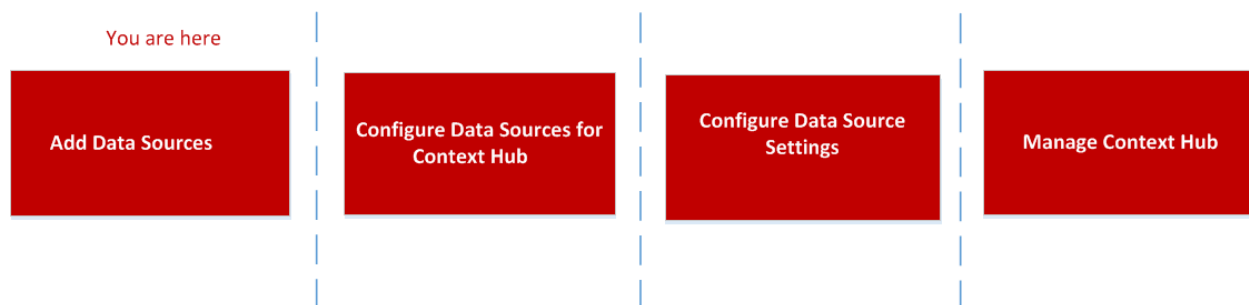 You are here
Add Data Sources
Configure Data Sources for
Context Hub
Configure Data Source
Settings
Manage Context Hub